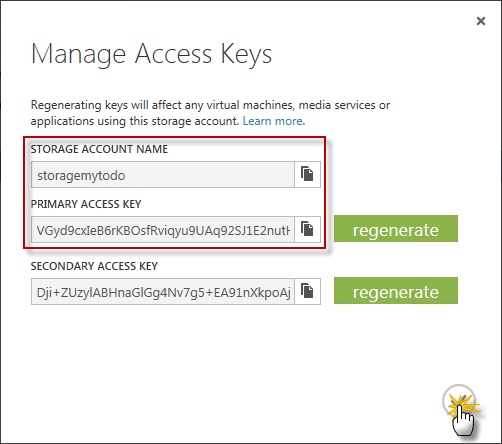 Manage Access Keys
Regenerating keys will affect any virtual machines, media services or
applications using this storage account. Learn more.
STORAGE ACCOUNT NAME
storagemytodo
PRIMARY ACCESS KEY
VGyd9cxIeB6rKBOsfRviqyu9UAq92SJ1E2nutH
regenerate
SECONDARY ACCESS KEY
Dji+ZUzylABHnaGlGg4Nv7g5+EA91nXkpoAj
regenerate